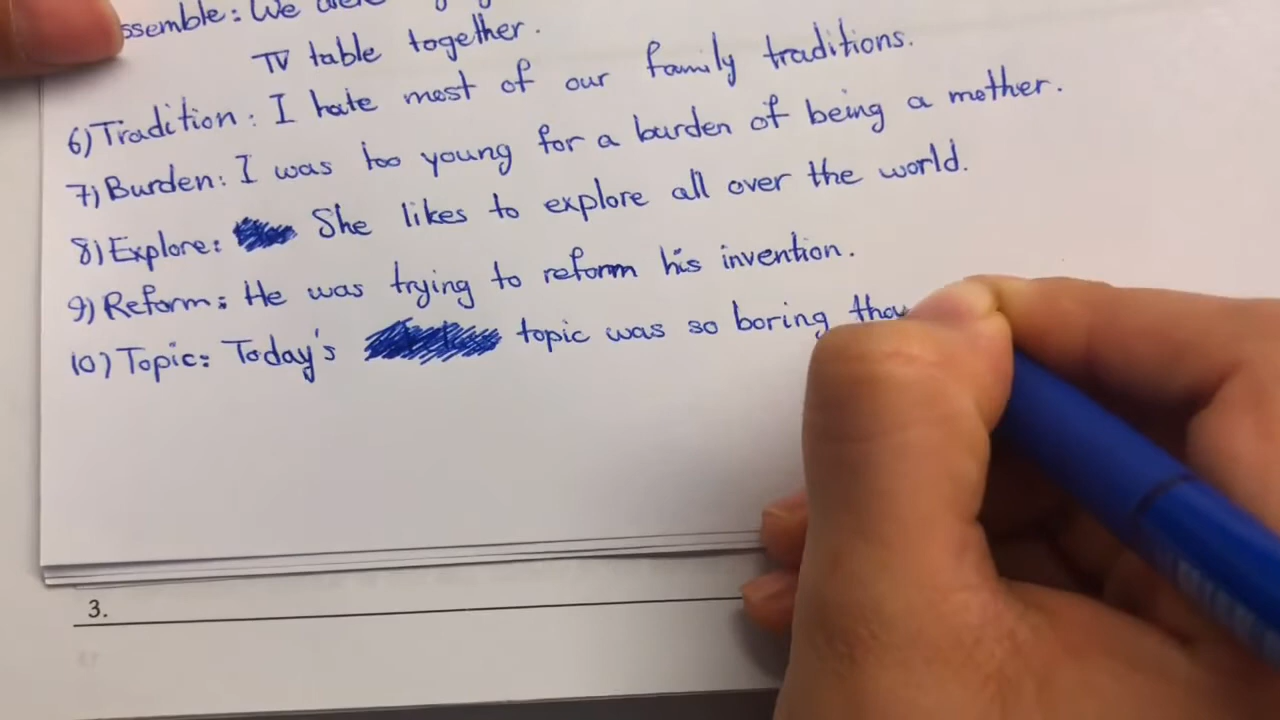 ssemble: We were
TV table together.
6) Tradition: I hate most of our family traditions.
7) Burden: I was too young for a burden of being a mother.
8) Explore: She likes to explore all over the world.
9) Reform: He was trying to reform his invention.
10) Topic: Today's topic was so boring
3.